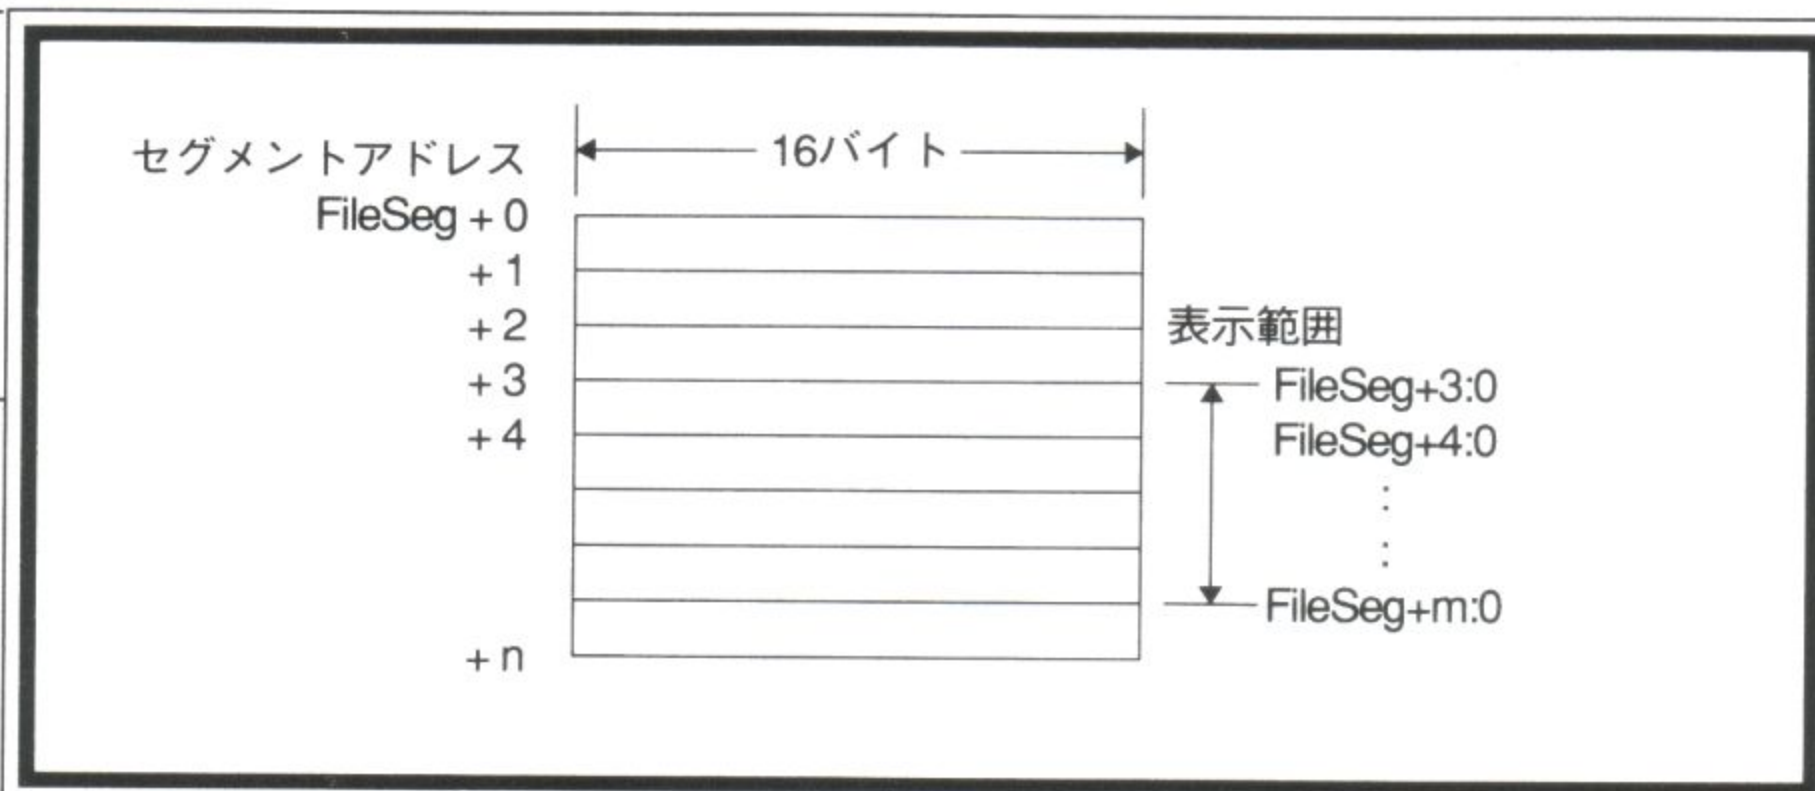 セグメントアドレス
16バイト
FileSeg + 0
+ 1
+ 2
+ 3
+ 4
+ n
表示範囲
FileSeg+3:0
FileSeg+4:0
:
:
FileSeg+m:0